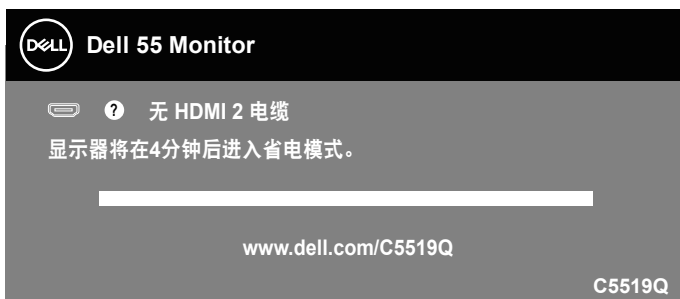 DELL Dell 55 Monitor
? 无 HDMI 2 电缆
显示器将在4分钟后进入省电模式。
www.dell.com/C5519Q
C5519Q